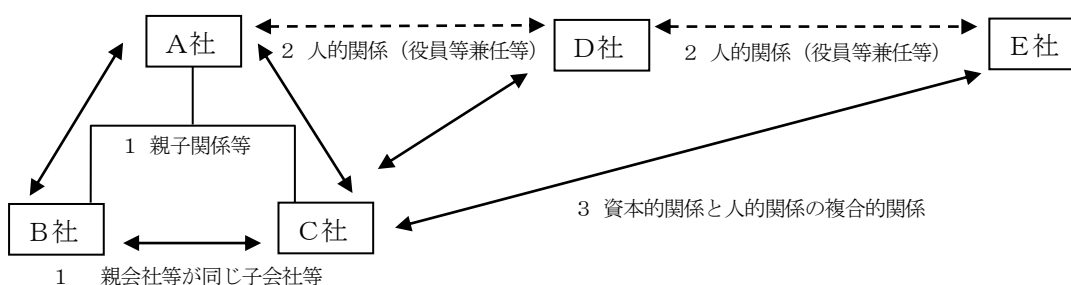 A社
D社
E社
2 人的関係（役員等兼任等）
2 人的関係（役員等兼任等）
1 親子関係等
3 資本的関係と人的関係の複合的関係
B社
C社
1 親会社等が同じ子会社等